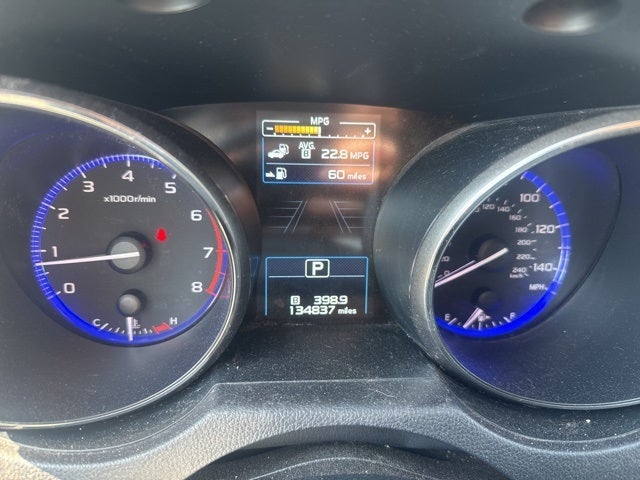 MPG
- +
AVG.
B 22.8 MPG
60 miles
P
B 398.9
134837 miles
0 1 2 3 4 5 6 7 8
x1000r/min
C H
100
120
140
MPH
120 140
160
180
200
220
240
km/h
0
E F